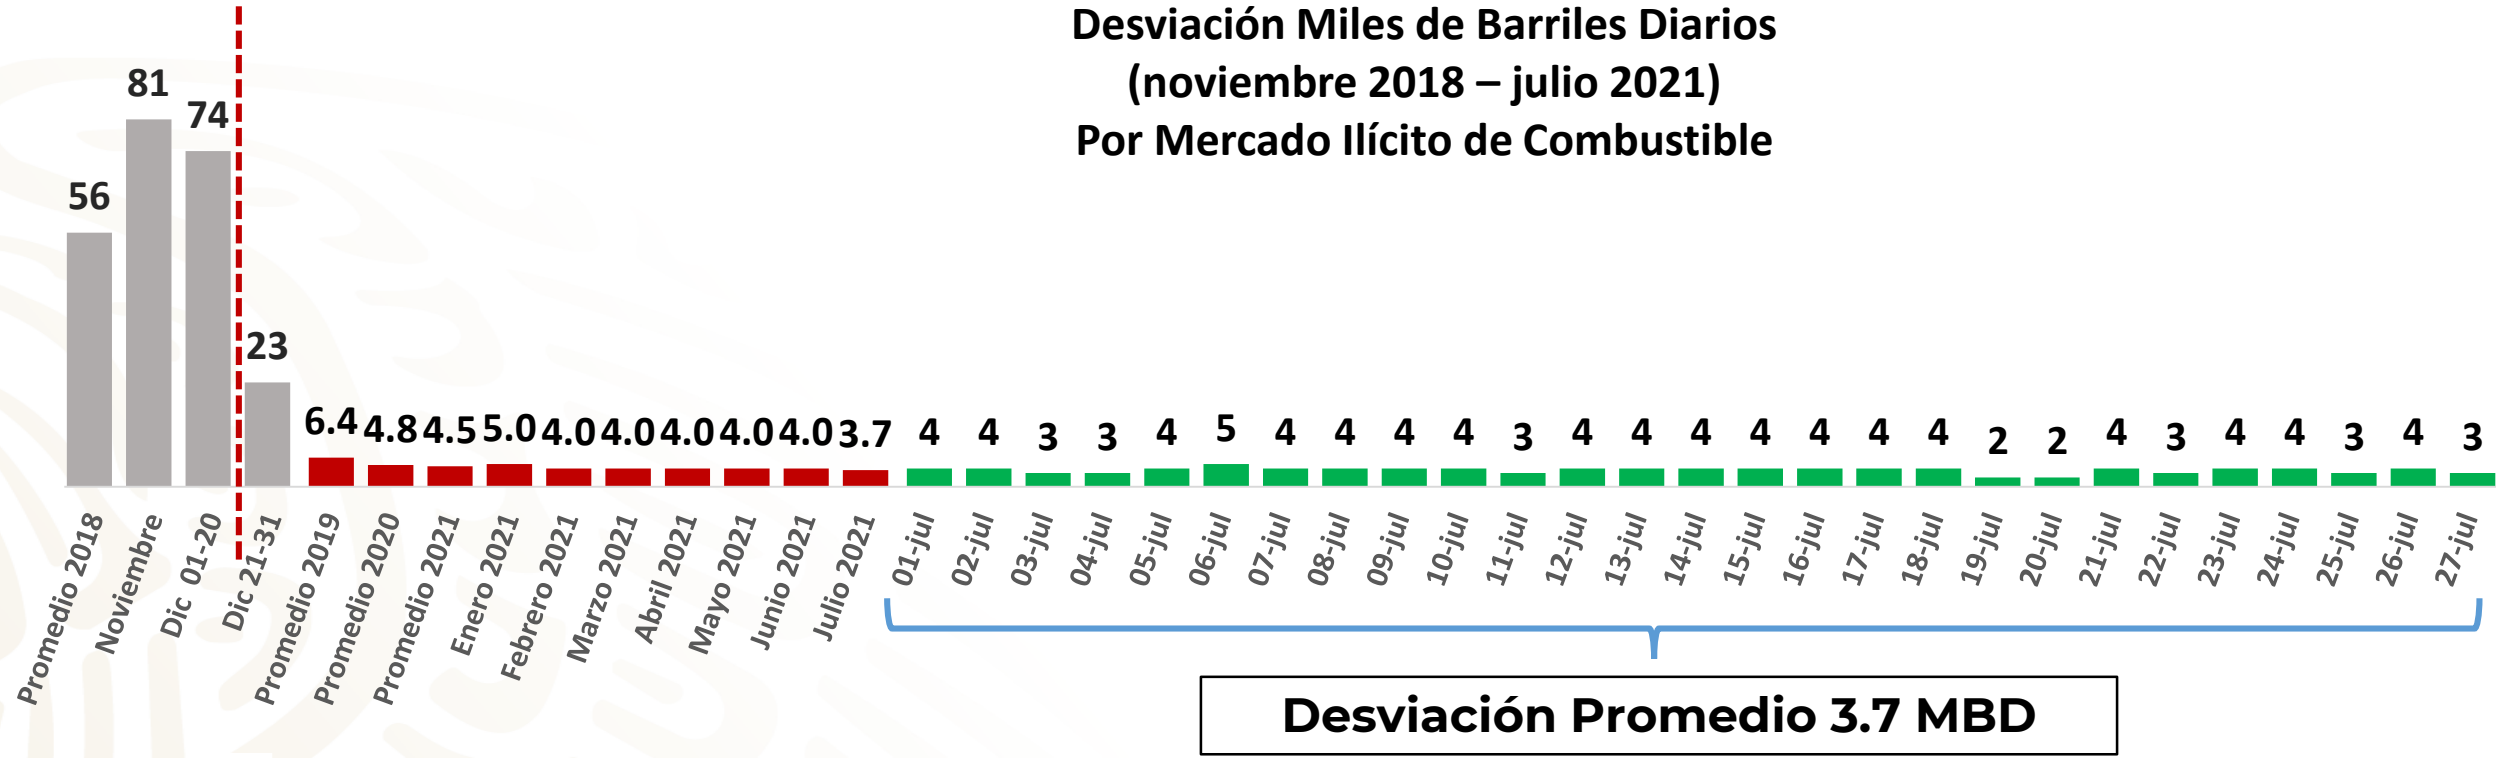 Desviación Miles de Barriles Diarios
(noviembre 2018 – julio 2021)
Por Mercado Ilícito de Combustible
56
81
74
23
6.4
4.8
4.5
5.0
4.0
4.0
4.0
4.0
4.0
3.7
4
4
3
3
4
5
4
4
4
4
3
4
4
4
4
4
4
4
2
2
4
3
4
4
3
4
3
Promedio 2018
Noviembre
Dic 01-20
Dic 21-31
Promedio 2019
Promedio 2020
Promedio 2021
Enero 2021
Febrero 2021
Marzo 2021
Abril 2021
Mayo 2021
Junio 2021
Julio 2021
01-jul
02-jul
03-jul
04-jul
05-jul
06-jul
07-jul
08-jul
09-jul
10-jul
11-jul
12-jul
13-jul
14-jul
15-jul
16-jul
17-jul
18-jul
19-jul
20-jul
21-jul
22-jul
23-jul
24-jul
25-jul
26-jul
27-jul
Desviación Promedio 3.7 MBD